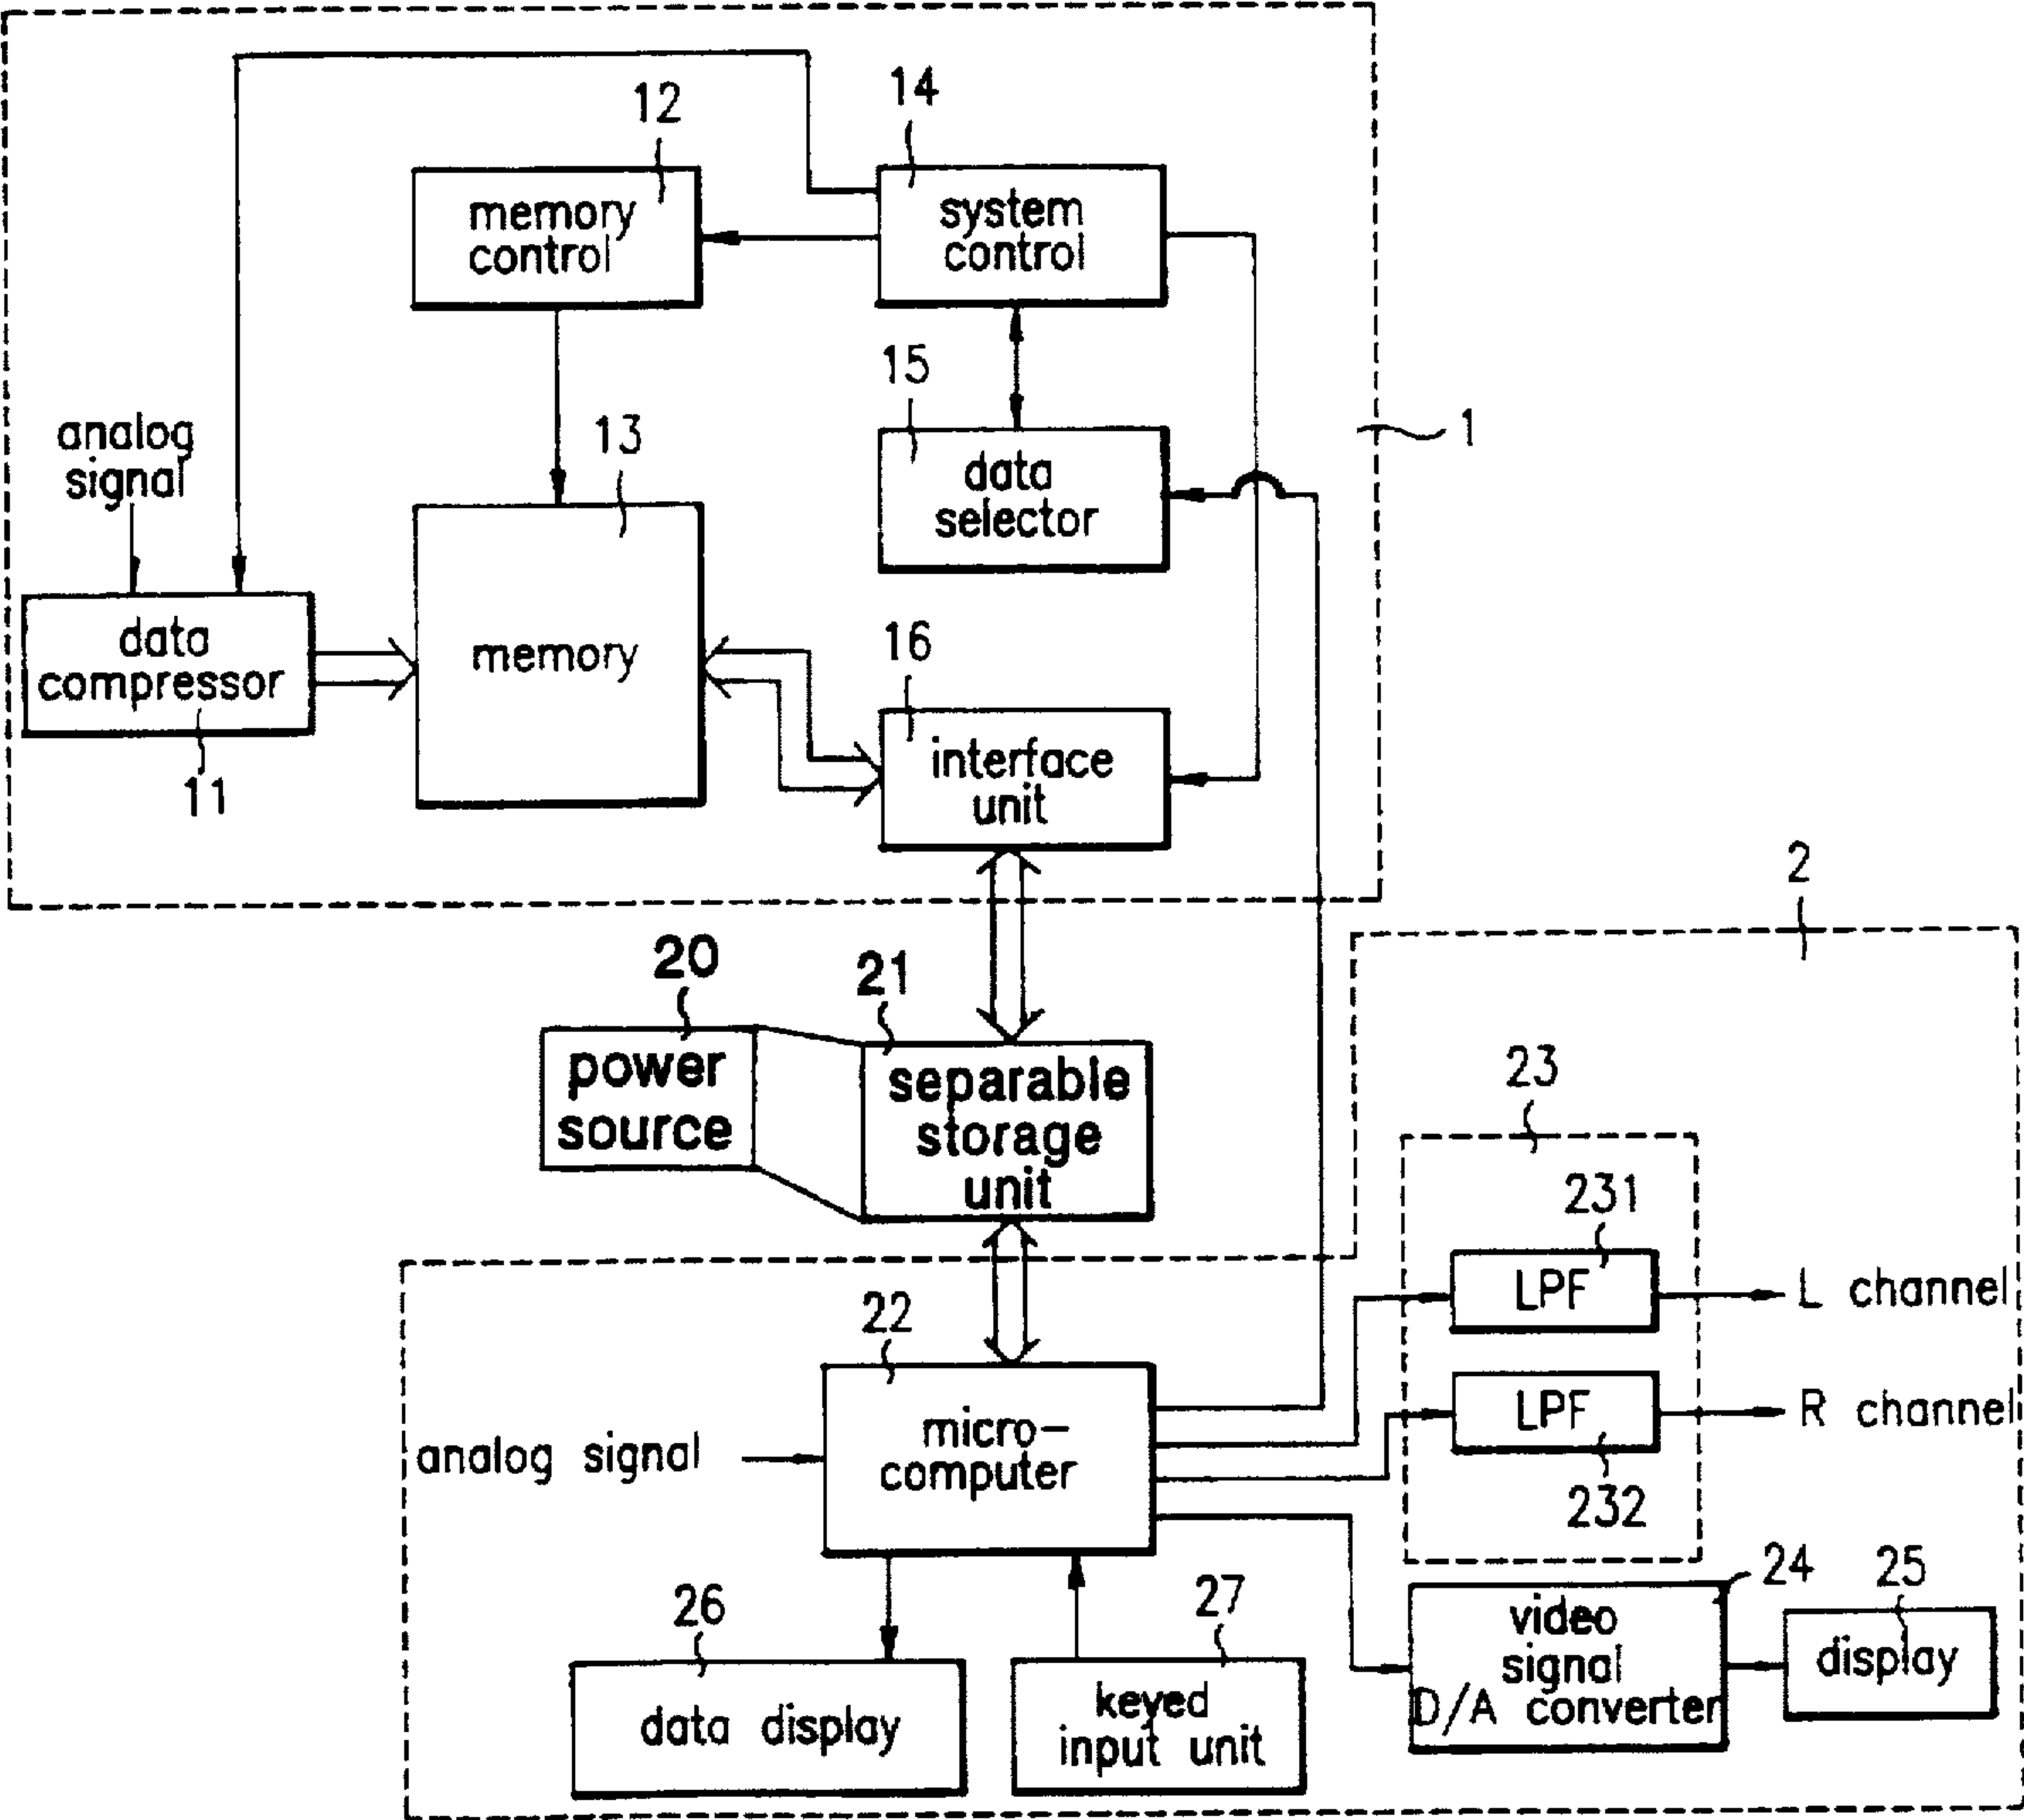 12
14
memory
control
system
control
15
analog
signal
13
1
data
selector
data
compressor
11
memory
16
interface
unit
2
20
21
power
source
separable
storage
unit
23
231
LPF
L channel
22
LPF
R channel
232
analog signal
micro-
computer
24
25
26
27
video
signal
D/A converter
display
data display
keyed
input unit